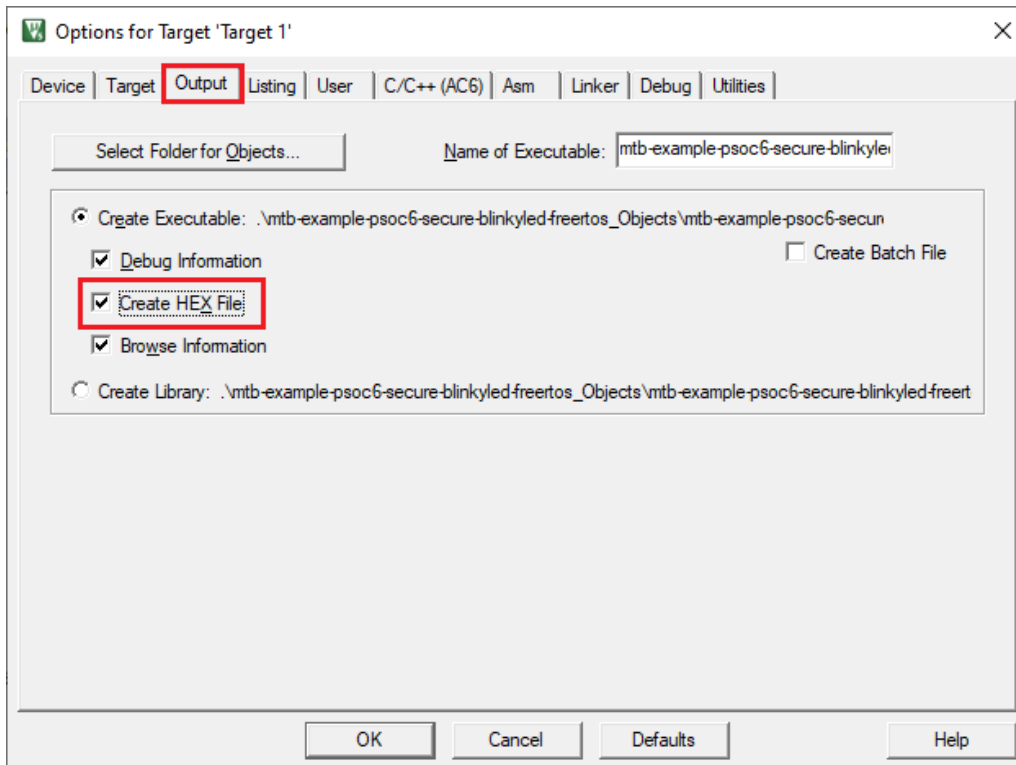 Options for Target 'Target 1'
Device Target Output Listing User C/C++ (AC6) Asm Linker Debug Utilities
Select Folder for Objects... Name of Executable: mtb-example-psoc6-secure-blinkyle
Create Executable: .\mtb-example-psoc6-secure-blinkyled-freertos_Objects\mtb-example-psoc6-secur
Debug Information Create Batch File
Create HEX File
Browse Information
Create Library: .\mtb-example-psoc6-secure-blinkyled-freertos_Objects\mtb-example-psoc6-secure-blinkyled-freert
OK Cancel Defaults Help